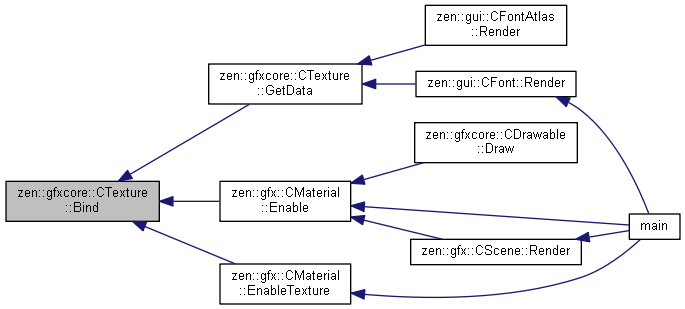 zen::gui::CFontAtlas
::Render
zen::gfxcore::CTexture
::GetData
zen::gui::CFont::Render
zen::gfxcore::CDrawable
::Draw
zen::gfxcore::CTexture
::Bind
zen::gfx::CMaterial
::Enable
main
zen::gfx::CScene::Render
zen::gfx::CMaterial
::EnableTexture